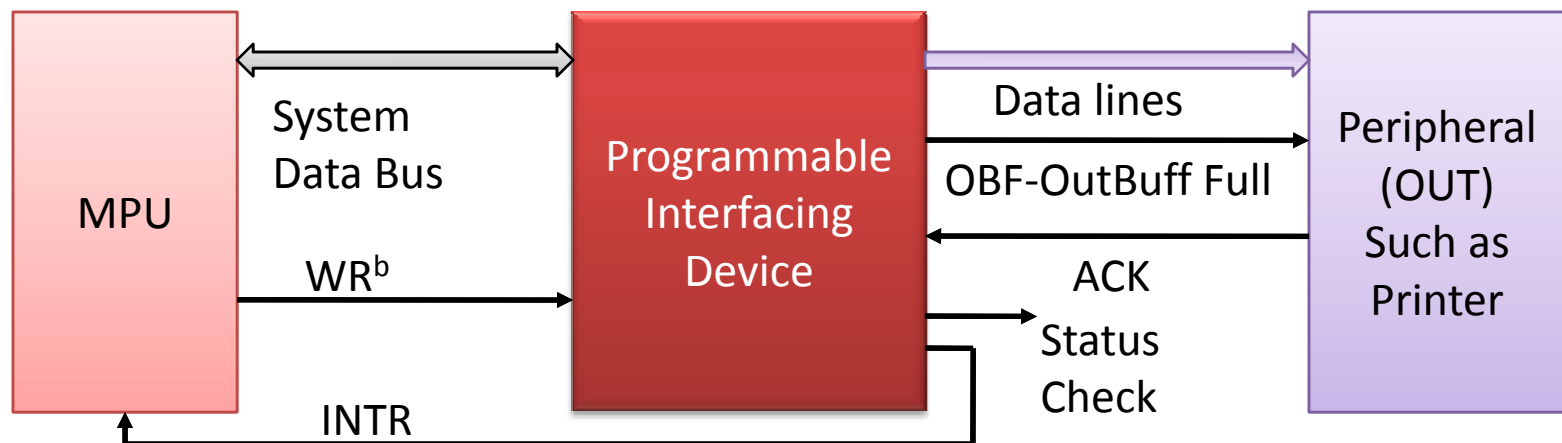 MPU
System
Data Bus
WRᵇ
INTR
Programmable
Interfacing
Device
Data lines
OBF-OutBuff Full
ACK
Status
Check
Peripheral
(OUT)
Such as
Printer